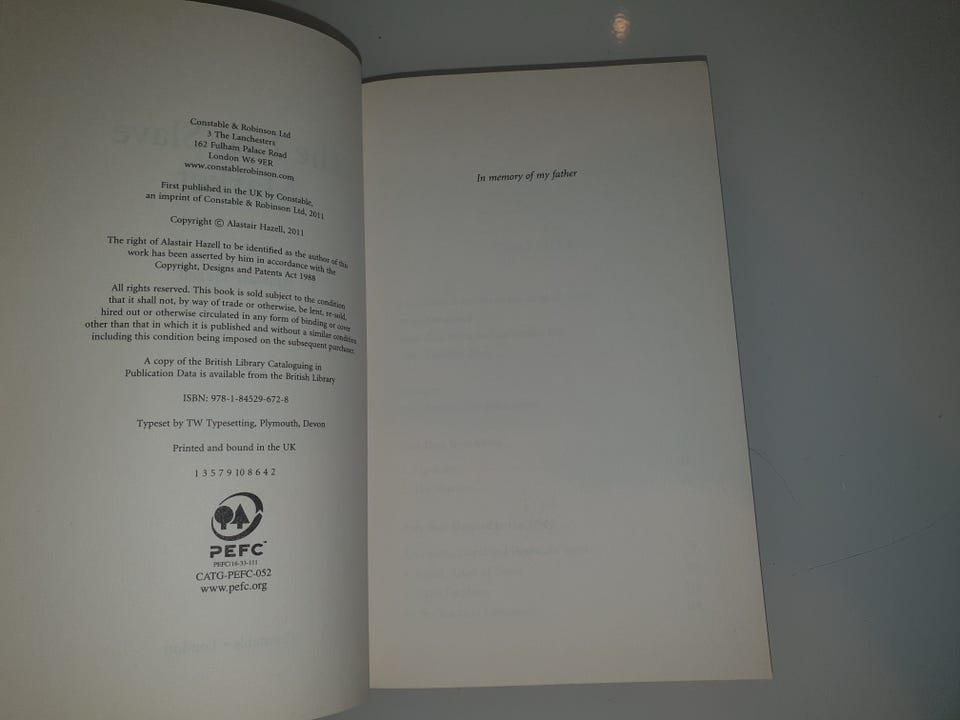 Constable & Robinson Ltd
3 The Lanchesters
162 Fulham Palace Road
London W6 9ER
www.constablerobinson.com
First published in the UK by Constable,
an imprint of Constable & Robinson Ltd, 2011
Copyright © Alastair Hazell, 2011
The right of Alastair Hazell to be identified as the author of this
work has been asserted by him in accordance with the
Copyright, Designs and Patents Act 1988
All rights reserved. This book is sold subject to the condition
that it shall not, by way of trade or otherwise, be lent, re-sold,
hired out or otherwise circulated in any form of binding or cover
other than that in which it is published and without a similar condition
including this condition being imposed on the subsequent purchaser.
A copy of the British Library Cataloguing in
Publication Data is available from the British Library
ISBN: 978-1-84529-672-8
Typeset by TW Typesetting, Plymouth, Devon
Printed and bound in the UK
1 3 5 7 9 10 8 6 4 2
PEFC™
PEFC/16-33-111
CATG-PEFC-052
www.pefc.org
In memory of my father